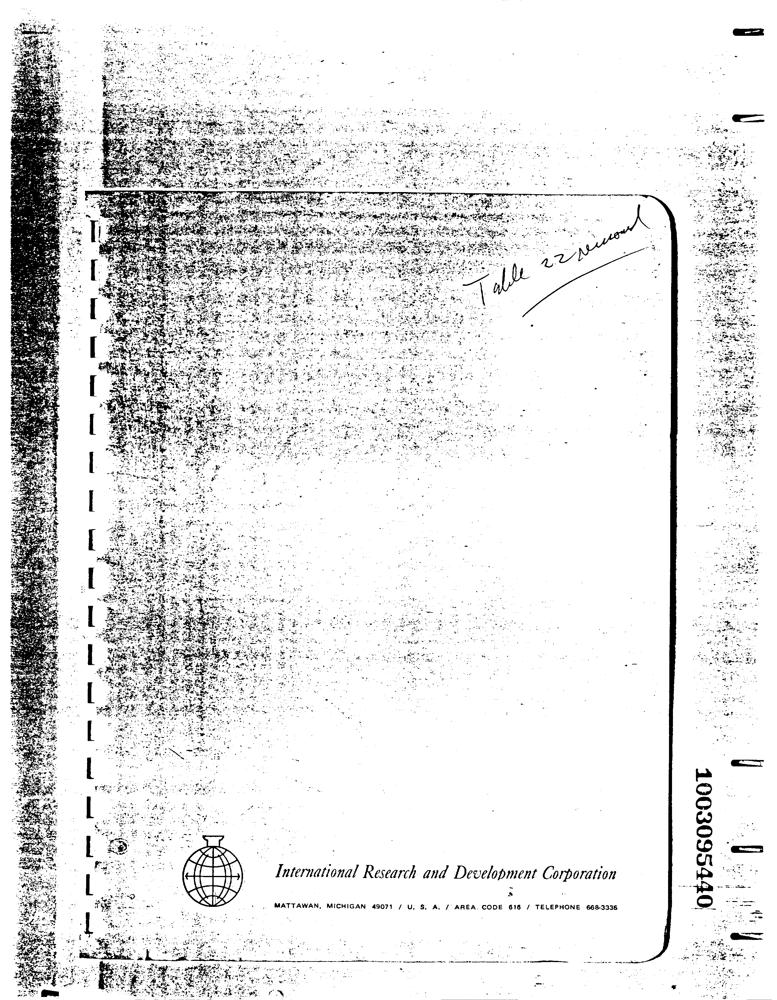 Table 22 removed
International Research and Development Corporation
MATTAWAN, MICHIGAN 49071 / U. S. A. / AREA CODE 616 / TELEPHONE 668-3336
1003095440